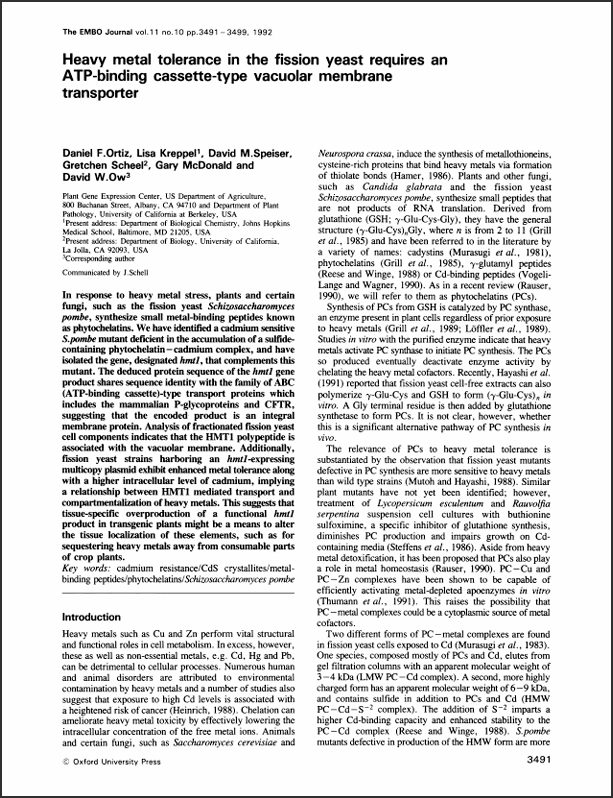 The EMBO Journal vol.11 no.10 pp.3491–3499, 1992
Heavy metal tolerance in the fission yeast requires an
ATP-binding cassette-type vacuolar membrane
transporter
Daniel F.Ortiz, Lisa Kreppel¹, David M.Speiser,
Gretchen Scheel², Gary McDonald and
David W.Ow³
Plant Gene Expression Center, US Department of Agriculture,
800 Buchanan Street, Albany, CA 94710 and Department of Plant
Pathology, University of California at Berkeley, USA
¹Present address: Department of Biological Chemistry, Johns Hopkins
Medical School, Baltimore, MD 21205, USA
²Present address: Department of Biology, University of California,
La Jolla, CA 92093, USA
³Corresponding author
Communicated by J.Schell
In response to heavy metal stress, plants and certain
fungi, such as the fission yeast Schizosaccharomyces
pombe, synthesize small metal-binding peptides known
as phytochelatins. We have identified a cadmium sensitive
S.pombe mutant deficient in the accumulation of a sulfide-
containing phytochelatin–cadmium complex, and have
isolated the gene, designated hmt1, that complements this
mutant. The deduced protein sequence of the hmt1 gene
product shares sequence identity with the family of ABC
(ATP-binding cassette)-type transport proteins which
includes the mammalian P-glycoproteins and CFTR,
suggesting that the encoded product is an integral
membrane protein. Analysis of fractionated fission yeast
cell components indicates that the HMT1 polypeptide is
associated with the vacuolar membrane. Additionally,
fission yeast strains harboring an hmt1-expressing
multicopy plasmid exhibit enhanced metal tolerance along
with a higher intracellular level of cadmium, implying
a relationship between HMT1 mediated transport and
compartmentalization of heavy metals. This suggests that
tissue-specific overproduction of a functional hmt1
product in transgenic plants might be a means to alter
the tissue localization of these elements, such as for
sequestering heavy metals away from consumable parts
of crop plants.
Key words: cadmium resistance/CdS crystallites/metal-
binding peptides/phytochelatins/Schizosaccharomyces pombe
Introduction
Heavy metals such as Cu and Zn perform vital structural
and functional roles in cell metabolism. In excess, however,
these as well as non-essential metals, e.g. Cd, Hg and Pb,
can be detrimental to cellular processes. Numerous human
and animal disorders are attributed to environmental
contamination by heavy metals and a number of studies also
suggest that exposure to high Cd levels is associated with
a heightened risk of cancer (Heinrich, 1988). Chelation can
ameliorate heavy metal toxicity by effectively lowering the
intracellular concentration of the free metal ions. Animals
and certain fungi, such as Saccharomyces cerevisiae and
Neurospora crassa, induce the synthesis of metallothioneins,
cysteine-rich proteins that bind heavy metals via formation
of thiolate bonds (Hamer, 1986). Plants and other fungi,
such as Candida glabrata and the fission yeast
Schizosaccharomyces pombe, synthesize small peptides that
are not products of RNA translation. Derived from
glutathione (GSH; γ-Glu-Cys-Gly), they have the general
structure (γ-Glu-Cys)nGly, where n is from 2 to 11 (Grill
et al., 1985) and have been referred to in the literature by
a variety of names: cadystins (Murasugi et al., 1981),
phytochelatins (Grill et al., 1985), γ-glutamyl peptides
(Reese and Winge, 1988) or Cd-binding peptides (Vogeli-
Lange and Wagner, 1990). As in a recent review (Rauser,
1990), we will refer to them as phytochelatins (PCs).
Synthesis of PCs from GSH is catalyzed by PC synthase,
an enzyme present in plant cells regardless of prior exposure
to heavy metals (Grill et al., 1989; Löffler et al., 1989).
Studies in vitro with the purified enzyme indicate that heavy
metals activate PC synthase to initiate PC synthesis. The PCs
so produced eventually deactivate enzyme activity by
chelating the heavy metal cofactors. Recently, Hayashi et al.
(1991) reported that fission yeast cell-free extracts can also
polymerize γ-Glu-Cys and GSH to form (γ-Glu-Cys)n in
vitro. A Gly terminal residue is then added by glutathione
synthetase to form PCs. It is not clear, however, whether
this is a significant alternative pathway of PC synthesis in
vivo.
The relevance of PCs to heavy metal tolerance is
substantiated by the observation that fission yeast mutants
defective in PC synthesis are more sensitive to heavy metals
than wild type strains (Mutoh and Hayashi, 1988). Similar
plant mutants have not yet been identified; however,
treatment of Lycopersicum esculentum and Rauvolfia
serpentina suspension cell cultures with buthionine
sulfoximine, a specific inhibitor of glutathione synthesis,
diminishes PC production and impairs growth on Cd-
containing media (Steffens et al., 1986). Aside from heavy
metal detoxification, it has been proposed that PCs also play
a role in metal homeostasis (Rauser, 1990). PC–Cu and
PC–Zn complexes have been shown to be capable of
efficiently activating metal-depleted apoenzymes in vitro
(Thumann et al., 1991). This raises the possibility that
PC–metal complexes could be a cytoplasmic source of metal
cofactors.
Two different forms of PC–metal complexes are found
in fission yeast cells exposed to Cd (Murasugi et al., 1983).
One species, composed mostly of PCs and Cd, elutes from
gel filtration columns with an apparent molecular weight of
3–4 kDa (LMW PC–Cd complex). A second, more highly
charged form has an apparent molecular weight of 6–9 kDa,
and contains sulfide in addition to PCs and Cd (HMW
PC–Cd–S⁻² complex). The addition of S⁻² imparts a
higher Cd-binding capacity and enhanced stability to the
PC–Cd complex (Reese and Winge, 1988). S.pombe
mutants defective in production of the HMW form are more
© Oxford University Press
3491